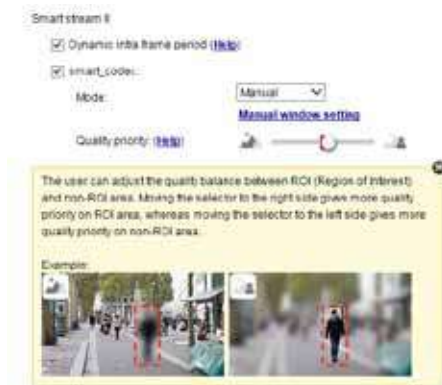 Smart stream II
Dynamic intra frame period (Help)
smart_codec:
Mode: Manual
Manual window setting
Quality priority: (Help)
The user can adjust the quality balance between ROI (Region of Interest)
and non-ROI area. Moving the selector to the right side gives more quality
priority on ROI area, whereas moving the selector to the left side gives more
quality priority on non-ROI area.
Example: